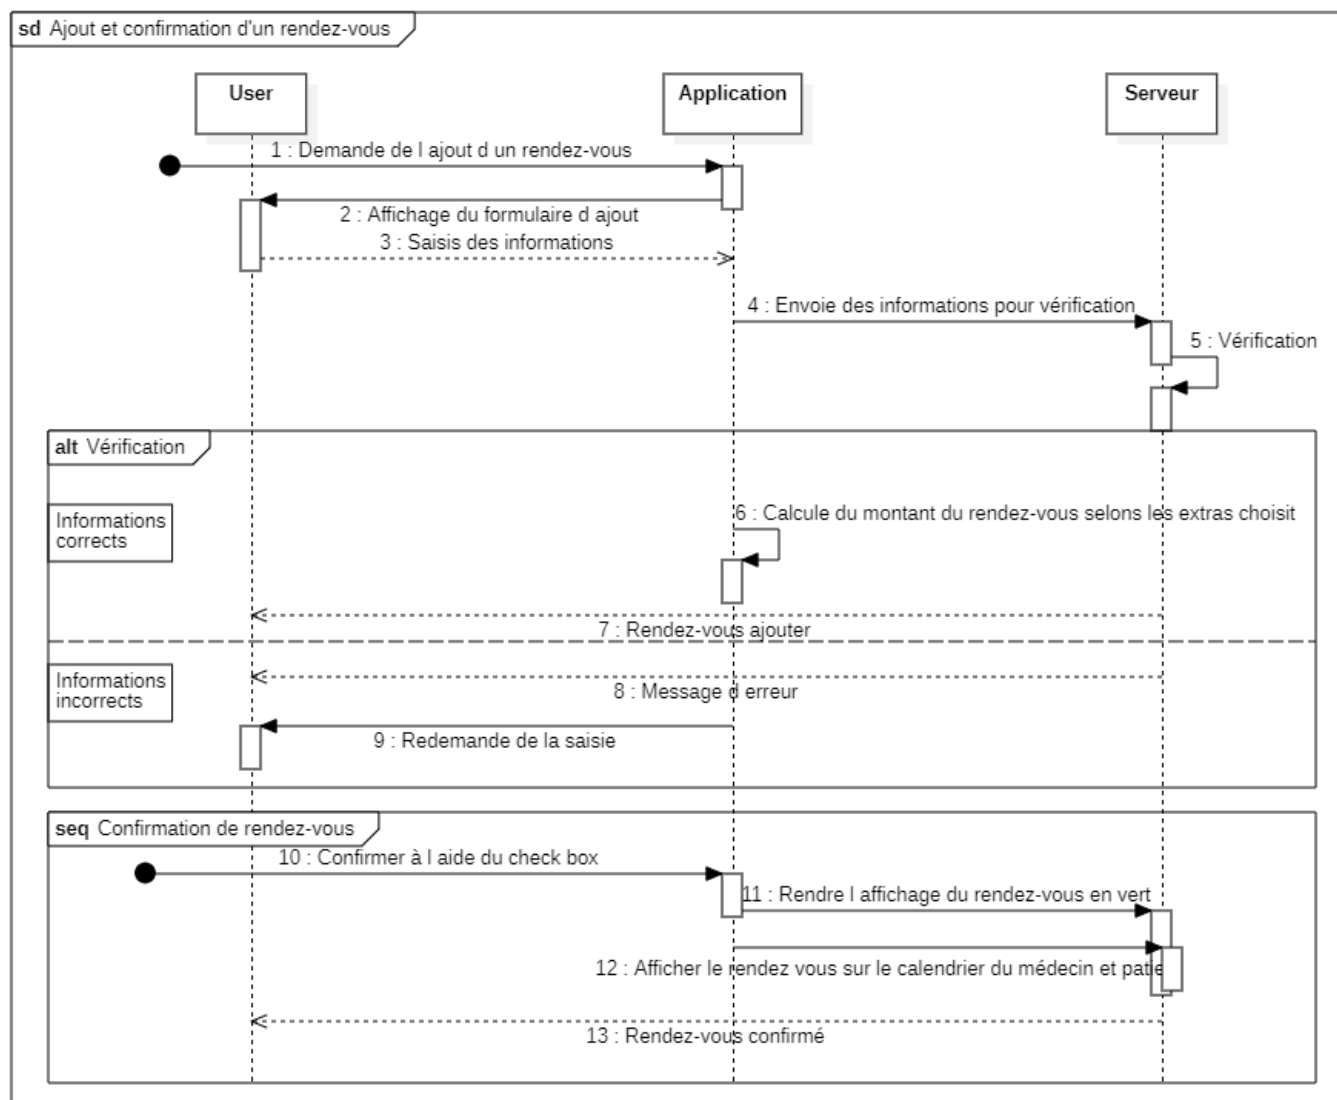 sd Ajout et confirmation d'un rendez-vous
User
Application
Serveur
1 : Demande de l ajout d un rendez-vous
2 : Affichage du formulaire d ajout
3 : Saisis des informations
4 : Envoie des informations pour vérification
5 : Vérification
alt Vérification
Informations
corrects
6 : Calcule du montant du rendez-vous selons les extras choisit
7 : Rendez-vous ajouter
Informations
incorrects
8 : Message d erreur
9 : Redemande de la saisie
seq Confirmation de rendez-vous
10 : Confirmer à l aide du check box
11 : Rendre l affichage du rendez-vous en vert
12 : Afficher le rendez vous sur le calendrier du médecin et patie
13 : Rendez-vous confirmé